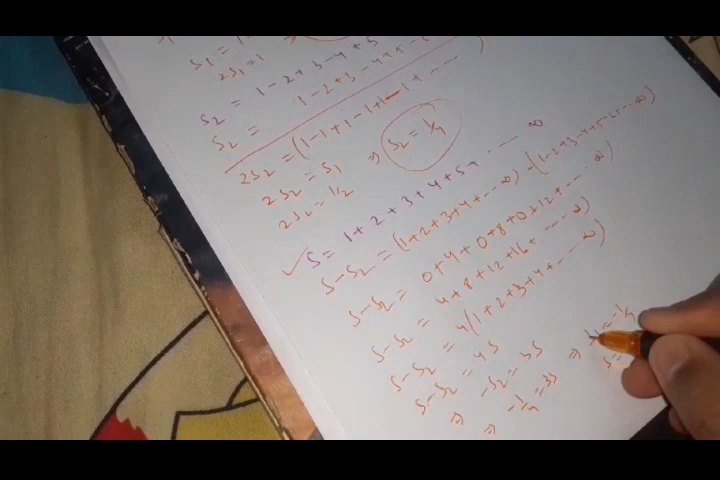 S₁ = 1
2S₁ = 1
S₂ = 1-2+3-4+5
S₂ = 1-2+3-4+5-6
2S₂ = (1-1+1-1+1-1+....
2S₂ = S₁
2S₂ = 1/2 ⇒ S₂ = 1/4
✓ S = 1+2+3+4+5+ ...... ∞
S-S₂ = (1+2+3+4+... ∞) - (1-2+3-4+5-6+...∞)
S-S₂ = 0+4+0+8+0+12+... ∞)
S-S₂ = 4+8+12+16+.... ∞)
S-S₂ = 4(1+2+3+4+... ∞)
S-S₂ = 4S
⇒ -S₂ = 3S
⇒ -1/4 = 3S ⇒ = -1/4
S =